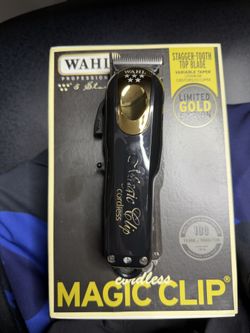 WAHL
PROFESSIONAL
STAGGER-TOOTH
TOP BLADE
VARIABLE TAPER
LIMITED
GOLD
EDITION
WAHL
Magic Clip
cordless
100
cordless
MAGIC CLIP®